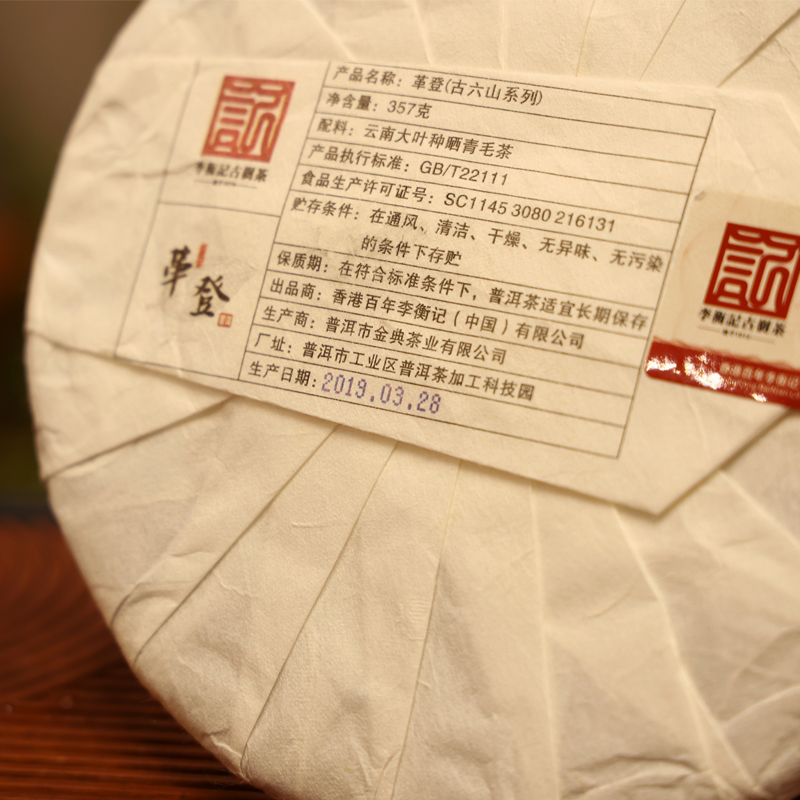 記
李衡記古樹茶
革登
产品名称：革登(古六山系列)
净含量：357克
配料：云南大叶种晒青毛茶
产品执行标准：GB/T22111
食品生产许可证号：SC1145 3080 216131
贮存条件：在通风、清洁、干燥、无异味、无污染
的条件下存贮
保质期：在符合标准条件下，普洱茶适宜长期保存
出品商：香港百年李衡记（中国）有限公司
生产商：普洱市金典茶业有限公司
厂址：普洱市工业区普洱茶加工科技园
生产日期：2019.03.28
記
李衡記古樹茶